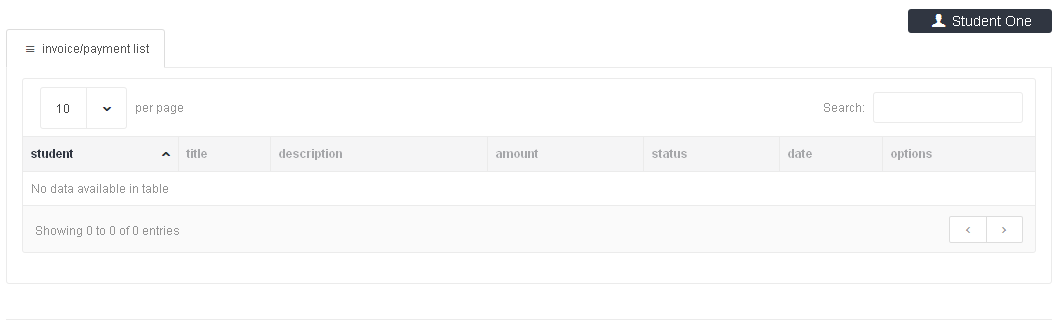 Student One
invoice/payment list
10 per page Search:
student title description amount status date options
No data available in table
Showing 0 to 0 of 0 entries